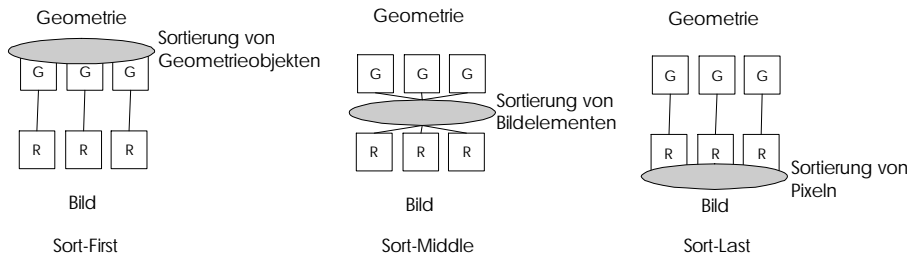 Geometrie
Sortierung von
Geometrieobjekten
G G G
R R R
Bild
Sort-First
Geometrie
G G G
Sortierung von
Bildelementen
R R R
Bild
Sort-Middle
Geometrie
G G G
R R R
Sortierung von
Pixeln
Bild
Sort-Last